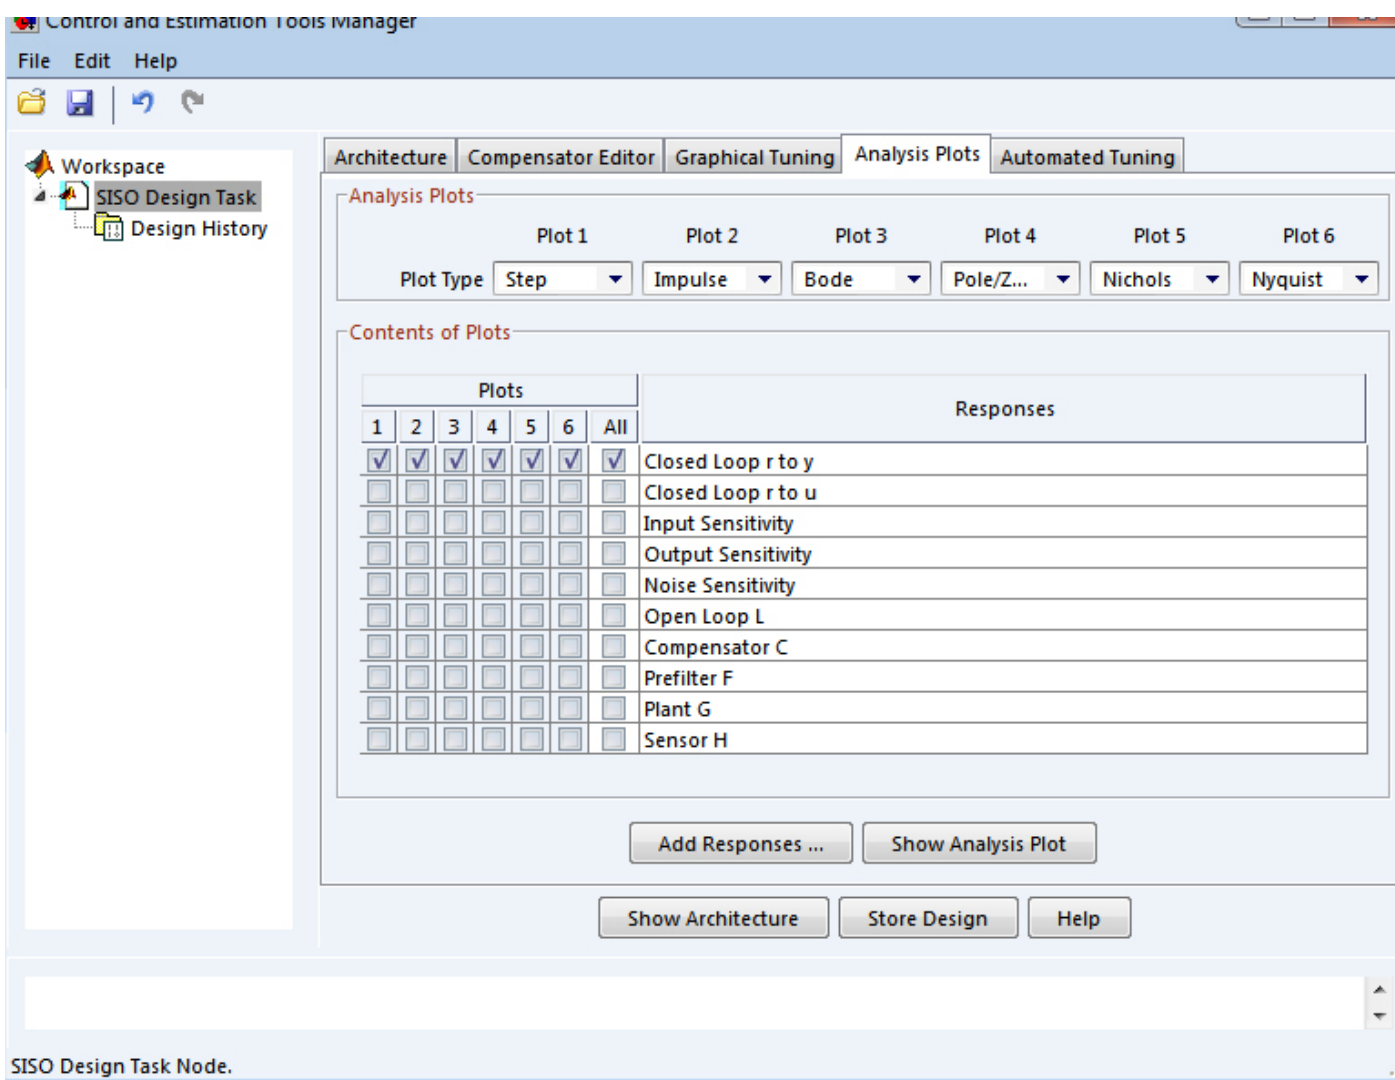 Control and Estimation Tools Manager
File Edit Help
Workspace
SISO Design Task
Design History
Architecture Compensator Editor Graphical Tuning Analysis Plots Automated Tuning
Analysis Plots
Plot 1 Plot 2 Plot 3 Plot 4 Plot 5 Plot 6
Plot Type Step Impulse Bode Pole/Z... Nichols Nyquist
Contents of Plots
Plots Responses
1 2 3 4 5 6 All
Closed Loop r to y
Closed Loop r to u
Input Sensitivity
Output Sensitivity
Noise Sensitivity
Open Loop L
Compensator C
Prefilter F
Plant G
Sensor H
Add Responses ... Show Analysis Plot
Show Architecture Store Design Help
SISO Design Task Node.